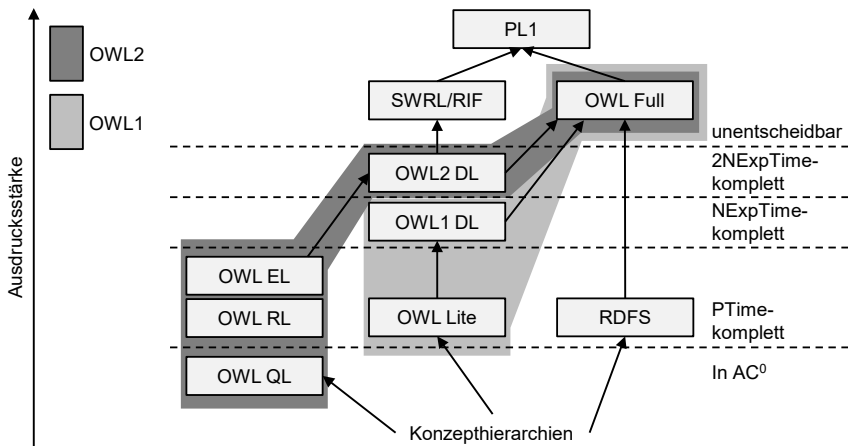 PL1
OWL2
SWRL/RIF
OWL Full
OWL1
unentscheidbar
2NExpTime-
komplett
OWL2 DL
NExpTime-
komplett
OWL1 DL
Ausdrucksstärke
OWL EL
OWL RL
OWL Lite
RDFS
PTime-
komplett
OWL QL
In AC⁰
Konzepthierarchien